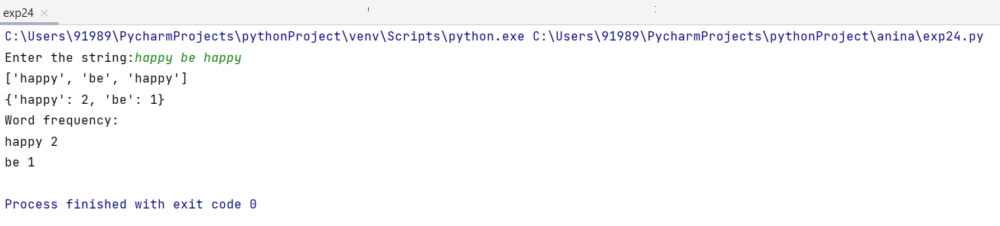 exp24
C:\Users\91989\PycharmProjects\pythonProject\venv\Scripts\python.exe C:\Users\91989\PycharmProjects\pythonProject\anina\exp24.py
Enter the string:happy be happy
['happy', 'be', 'happy']
{'happy': 2, 'be': 1}
Word frequency:
happy 2
be 1
Process finished with exit code 0